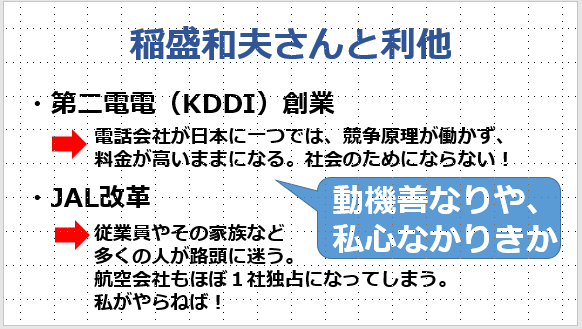 稲盛和夫さんと利他
・第二電電（KDDI）創業
電話会社が日本に一つでは、競争原理が働かず、
料金が高いままになる。社会のためにならない！
・JAL改革
従業員やその家族など
多くの人が路頭に迷う。
航空会社もほぼ１社独占になってしまう。
私がやらねば！
動機善なりや、
私心なかりきか